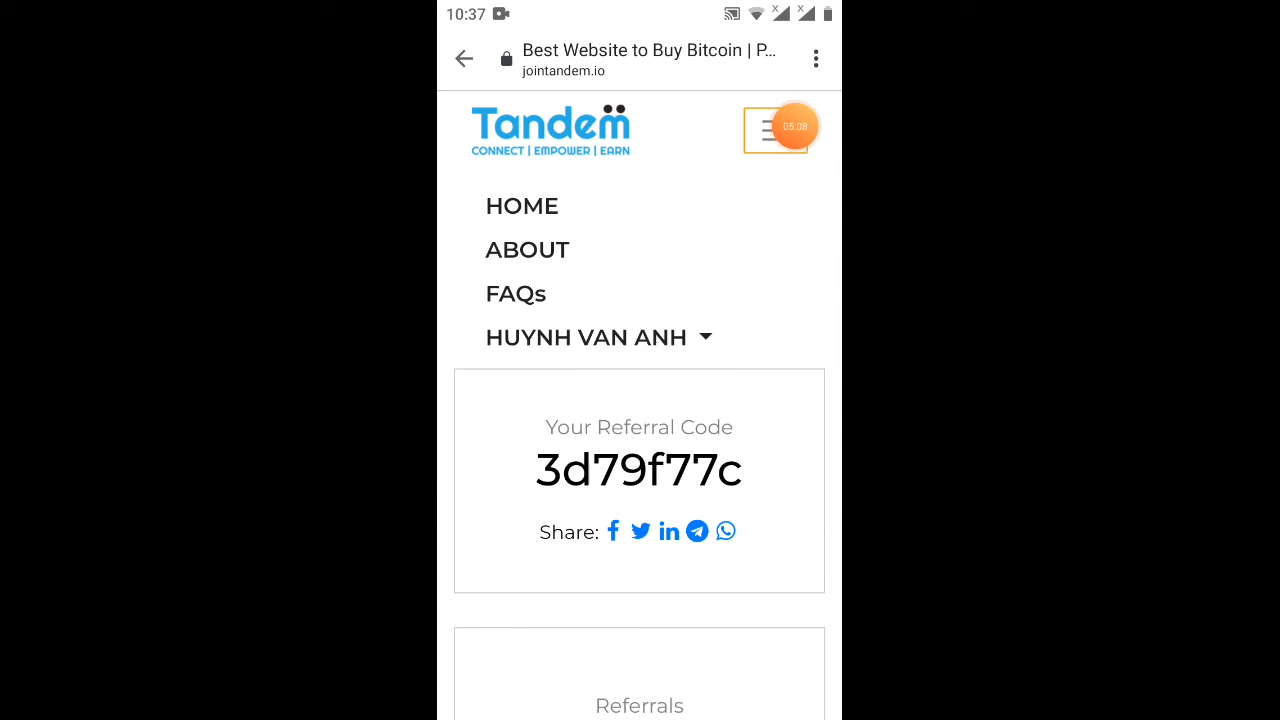 10:37
Best Website to Buy Bitcoin | P...
jointandem.io
Tandem
CONNECT | EMPOWER | EARN
05:08
HOME
ABOUT
FAQs
HUYNH VAN ANH
Your Referral Code
3d79f77c
Share:
Referrals